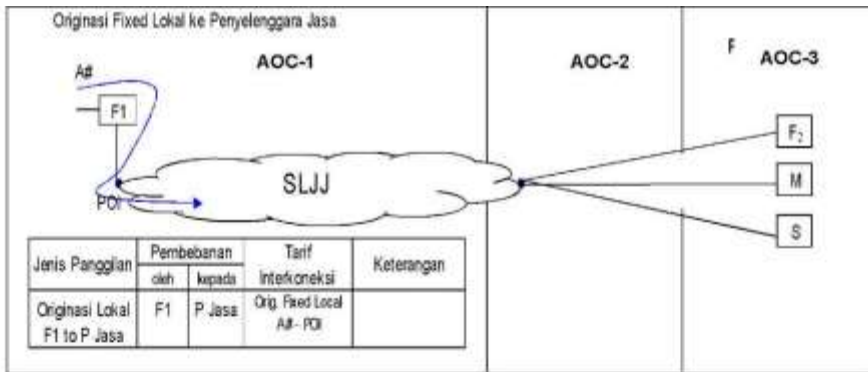 Originasi Fixed Lokal ke Penyelenggara Jasa
AOC-1
AOC-2
F
AOC-3
A#
F1
SLJJ
POI
F2
M
S
Jenis Panggilan
Pembebanan
Tarif Interkoneksi
Keterangan
oleh
kepada
Originasi Lokal
F1 to P Jasa
F1
P Jasa
Orig. Fixed Local
A# - POI